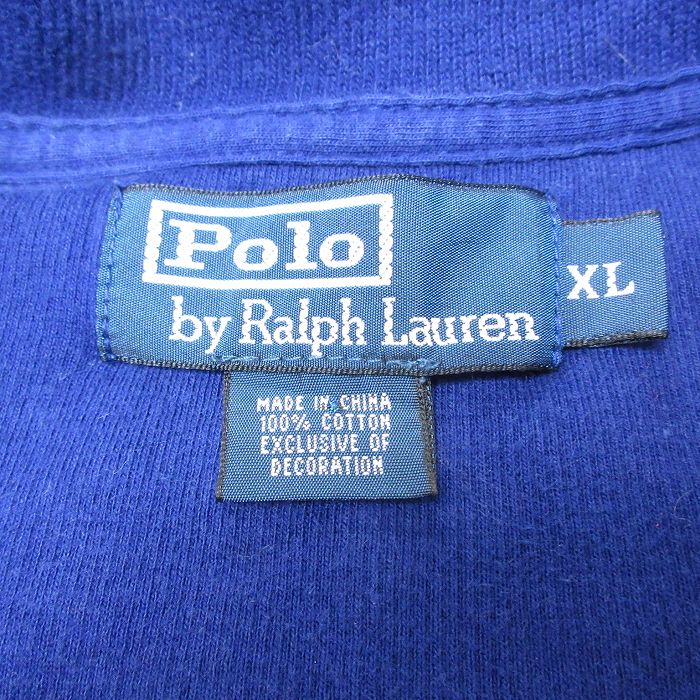 Polo
by Ralph Lauren
XL
MADE IN CHINA
100% COTTON
EXCLUSIVE OF
DECORATION